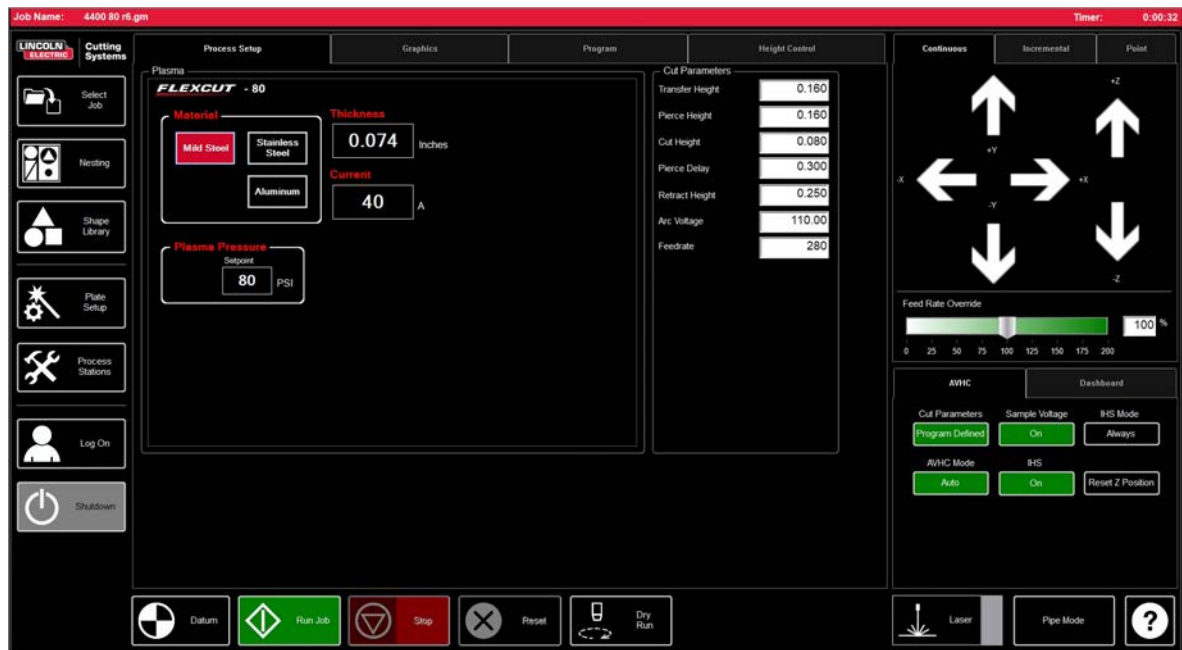 Job Name: 4400 80 r6.gm
Timer: 0:00:32
LINCOLN ELECTRIC
Cutting Systems
Process Setup
Graphics
Program
Height Control
Continuous
Incremental
Point
Select Job
Nesting
Shape Library
Plate Setup
Process Stations
Log On
Shutdown
Plasma
FLEXCUT - 80
Material
Mild Steel
Stainless Steel
Aluminum
Thickness
0.074 Inches
Current
40 A
Plasma Pressure
Setpoint
80 PSI
Cut Parameters
Transfer Height 0.160
Pierce Height 0.160
Cut Height 0.080
Pierce Delay 0.300
Retract Height 0.250
Arc Voltage 110.00
Feedrate 280
+Z
+Y
-X
+X
-Y
-Z
Feed Rate Override
100 %
0 25 50 75 100 125 150 175 200
AVHC
Dashboard
Cut Parameters
Sample Voltage
IHS Mode
Program Defined
On
Always
AVHC Mode
IHS
Auto
On
Reset Z Position
Datum
Run Job
Stop
Reset
Dry Run
Laser
Pipe Mode
?